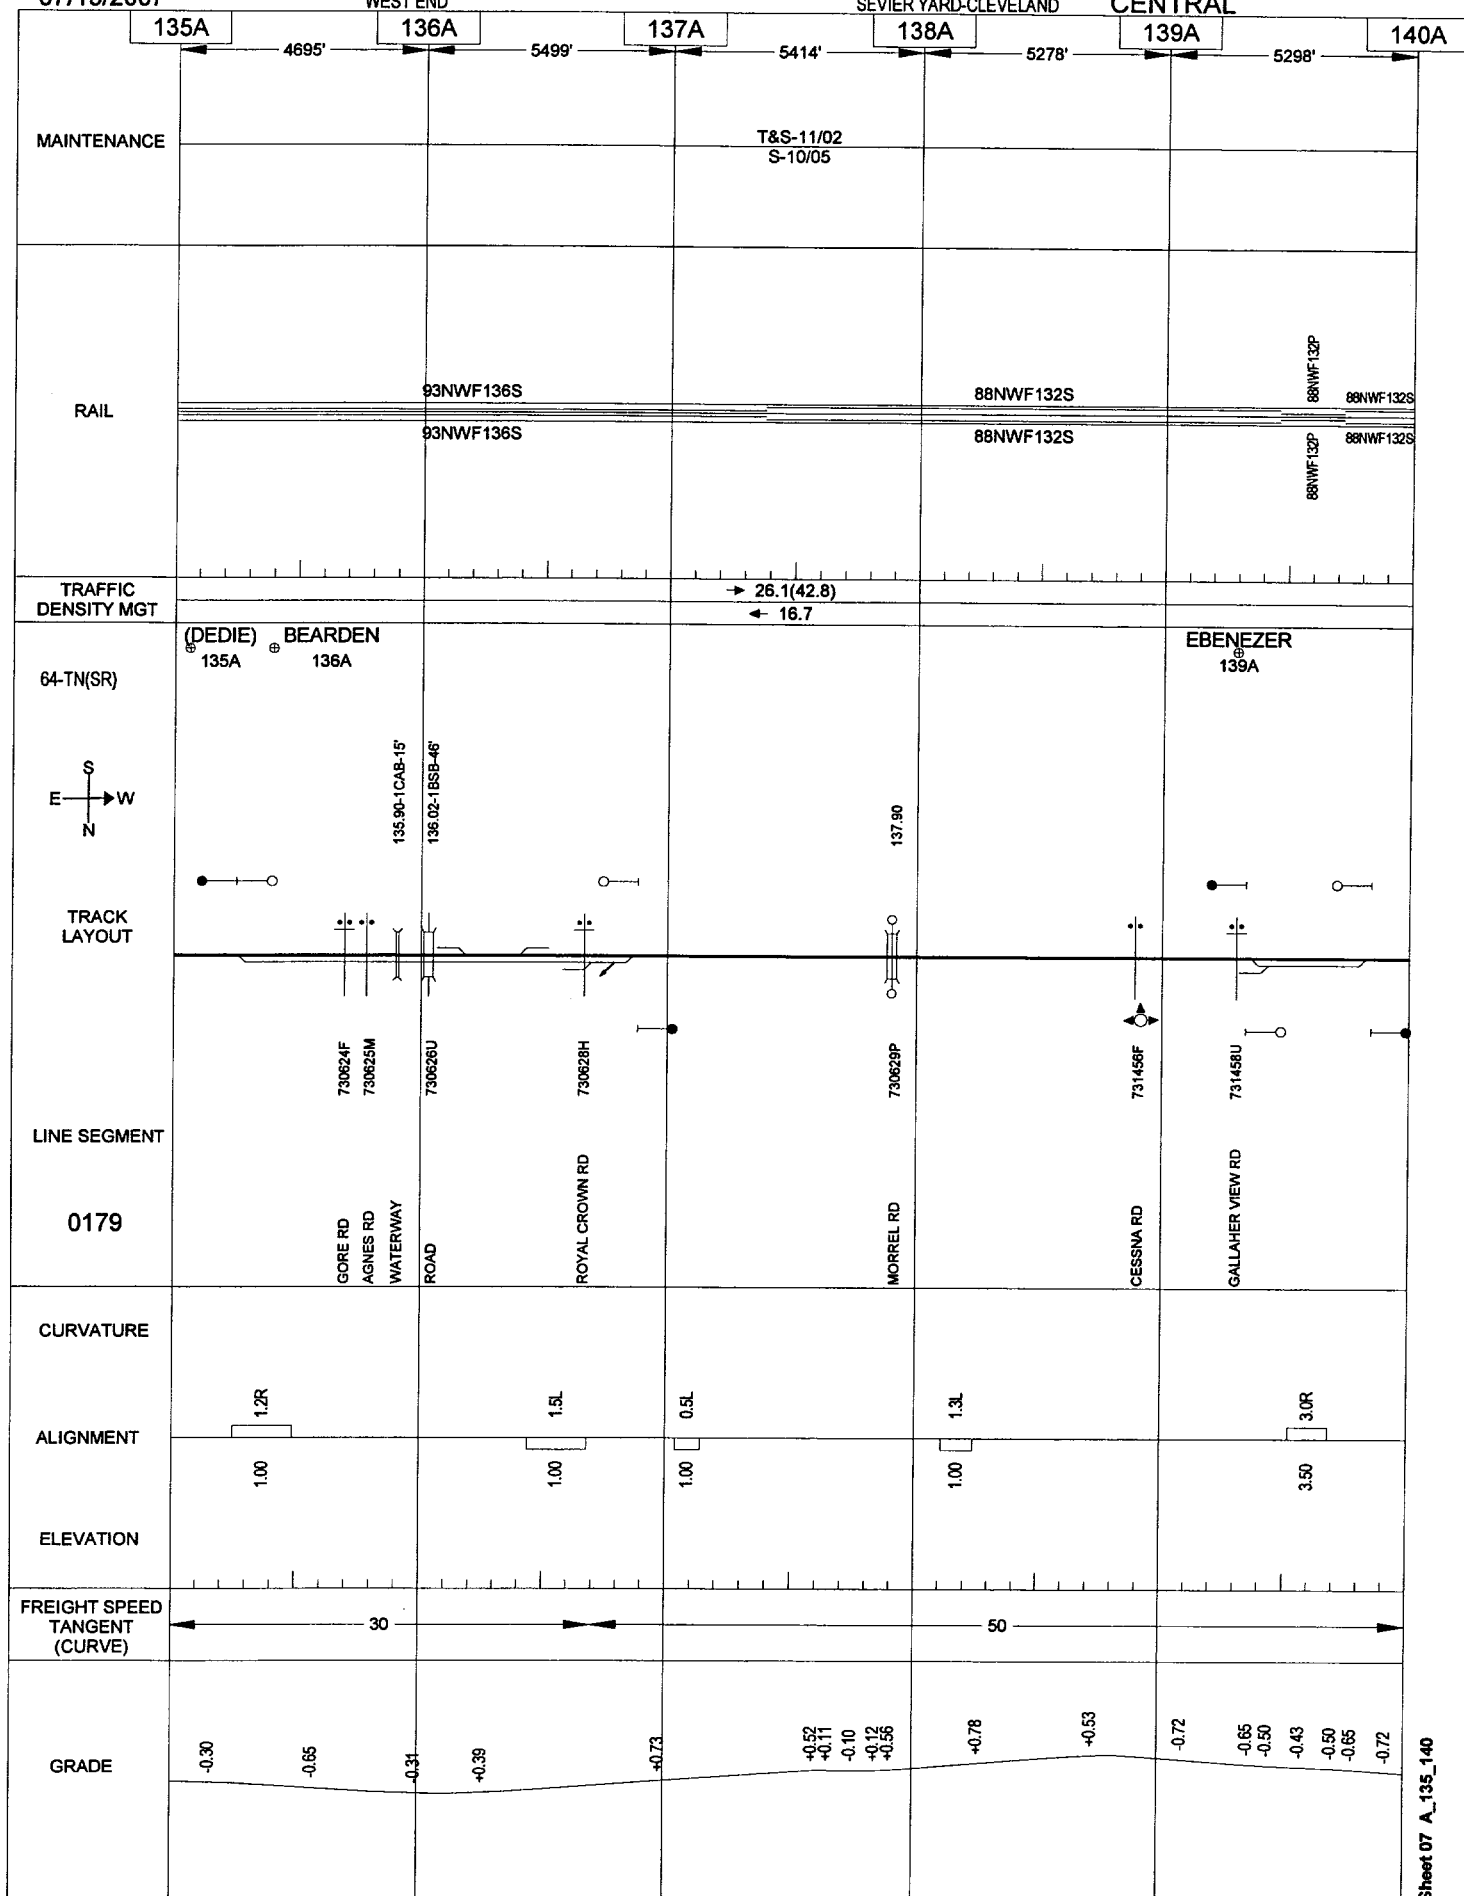 WEST END
SEVIER YARD-CLEVELAND
CENTRAL
135A
136A
137A
138A
139A
140A
4695'
5499'
5414'
5278'
5298'
MAINTENANCE
T&S-11/02
S-10/05
RAIL
93NWF136S
93NWF136S
88NWF132S
88NWF132S
88NWF132P
88NWF132P
88NWF132S
88NWF132S
TRAFFIC
DENSITY MGT
26.1(42.8)
16.7
(DEDIE)
135A
BEARDEN
136A
EBENEZER
139A
64-TN(SR)
S
E
W
N
135.90-1CAB-15'
136.02-1BSB-46'
137.90
TRACK
LAYOUT
730624F
730625M
730626U
730628H
730629P
731456F
731458U
LINE SEGMENT
0179
GORE RD
AGNES RD
WATERWAY
ROAD
ROYAL CROWN RD
MORREL RD
CESSNA RD
GALLAHER VIEW RD
CURVATURE
1.2R
1.5L
0.5L
1.3L
3.0R
ALIGNMENT
1.00
1.00
1.00
1.00
3.50
ELEVATION
FREIGHT SPEED
TANGENT
(CURVE)
30
50
GRADE
-0.30
-0.65
-0.31
+0.39
+0.73
+0.52
+0.11
-0.10
+0.12
+0.56
+0.78
+0.53
-0.72
-0.65
-0.50
-0.43
-0.50
-0.65
-0.72
Sheet 07 A_135_140